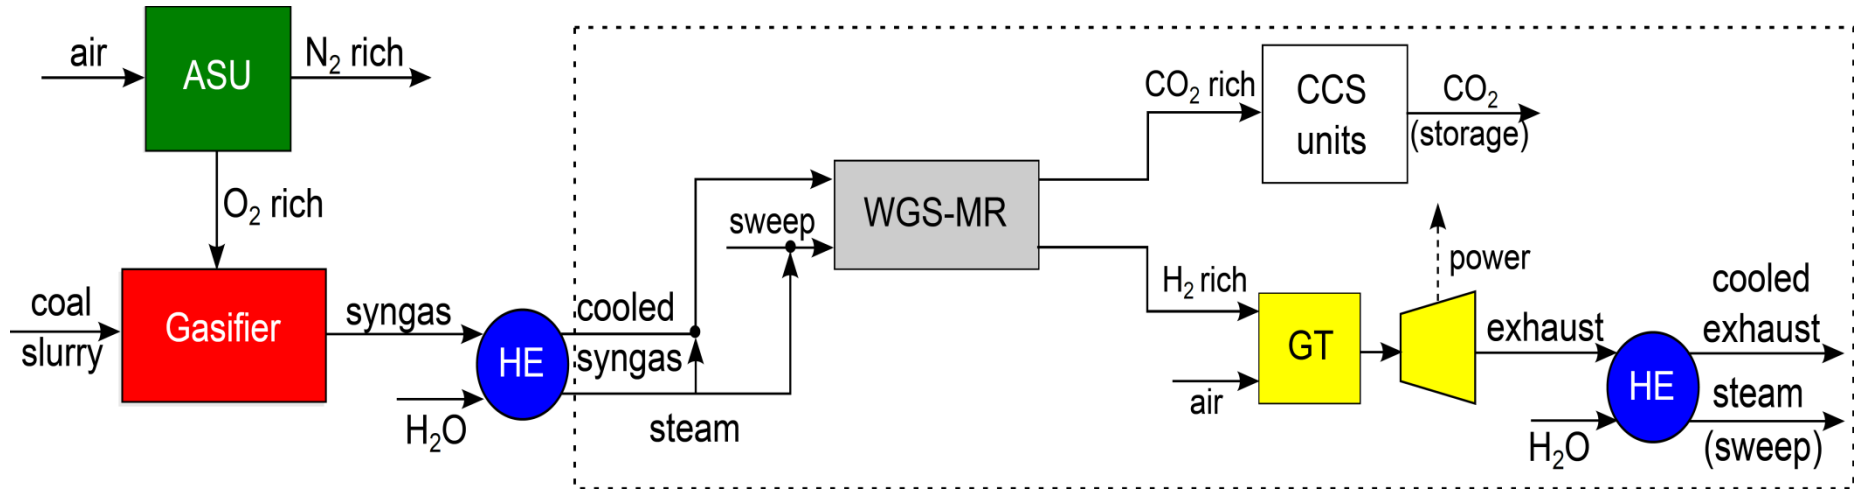 air
ASU
N₂ rich
O₂ rich
coal
slurry
Gasifier
syngas
HE
H₂O
cooled
syngas
steam
sweep
WGS-MR
CO₂ rich
CCS
units
CO₂
(storage)
H₂ rich
air
GT
power
exhaust
HE
H₂O
cooled
exhaust
steam
(sweep)